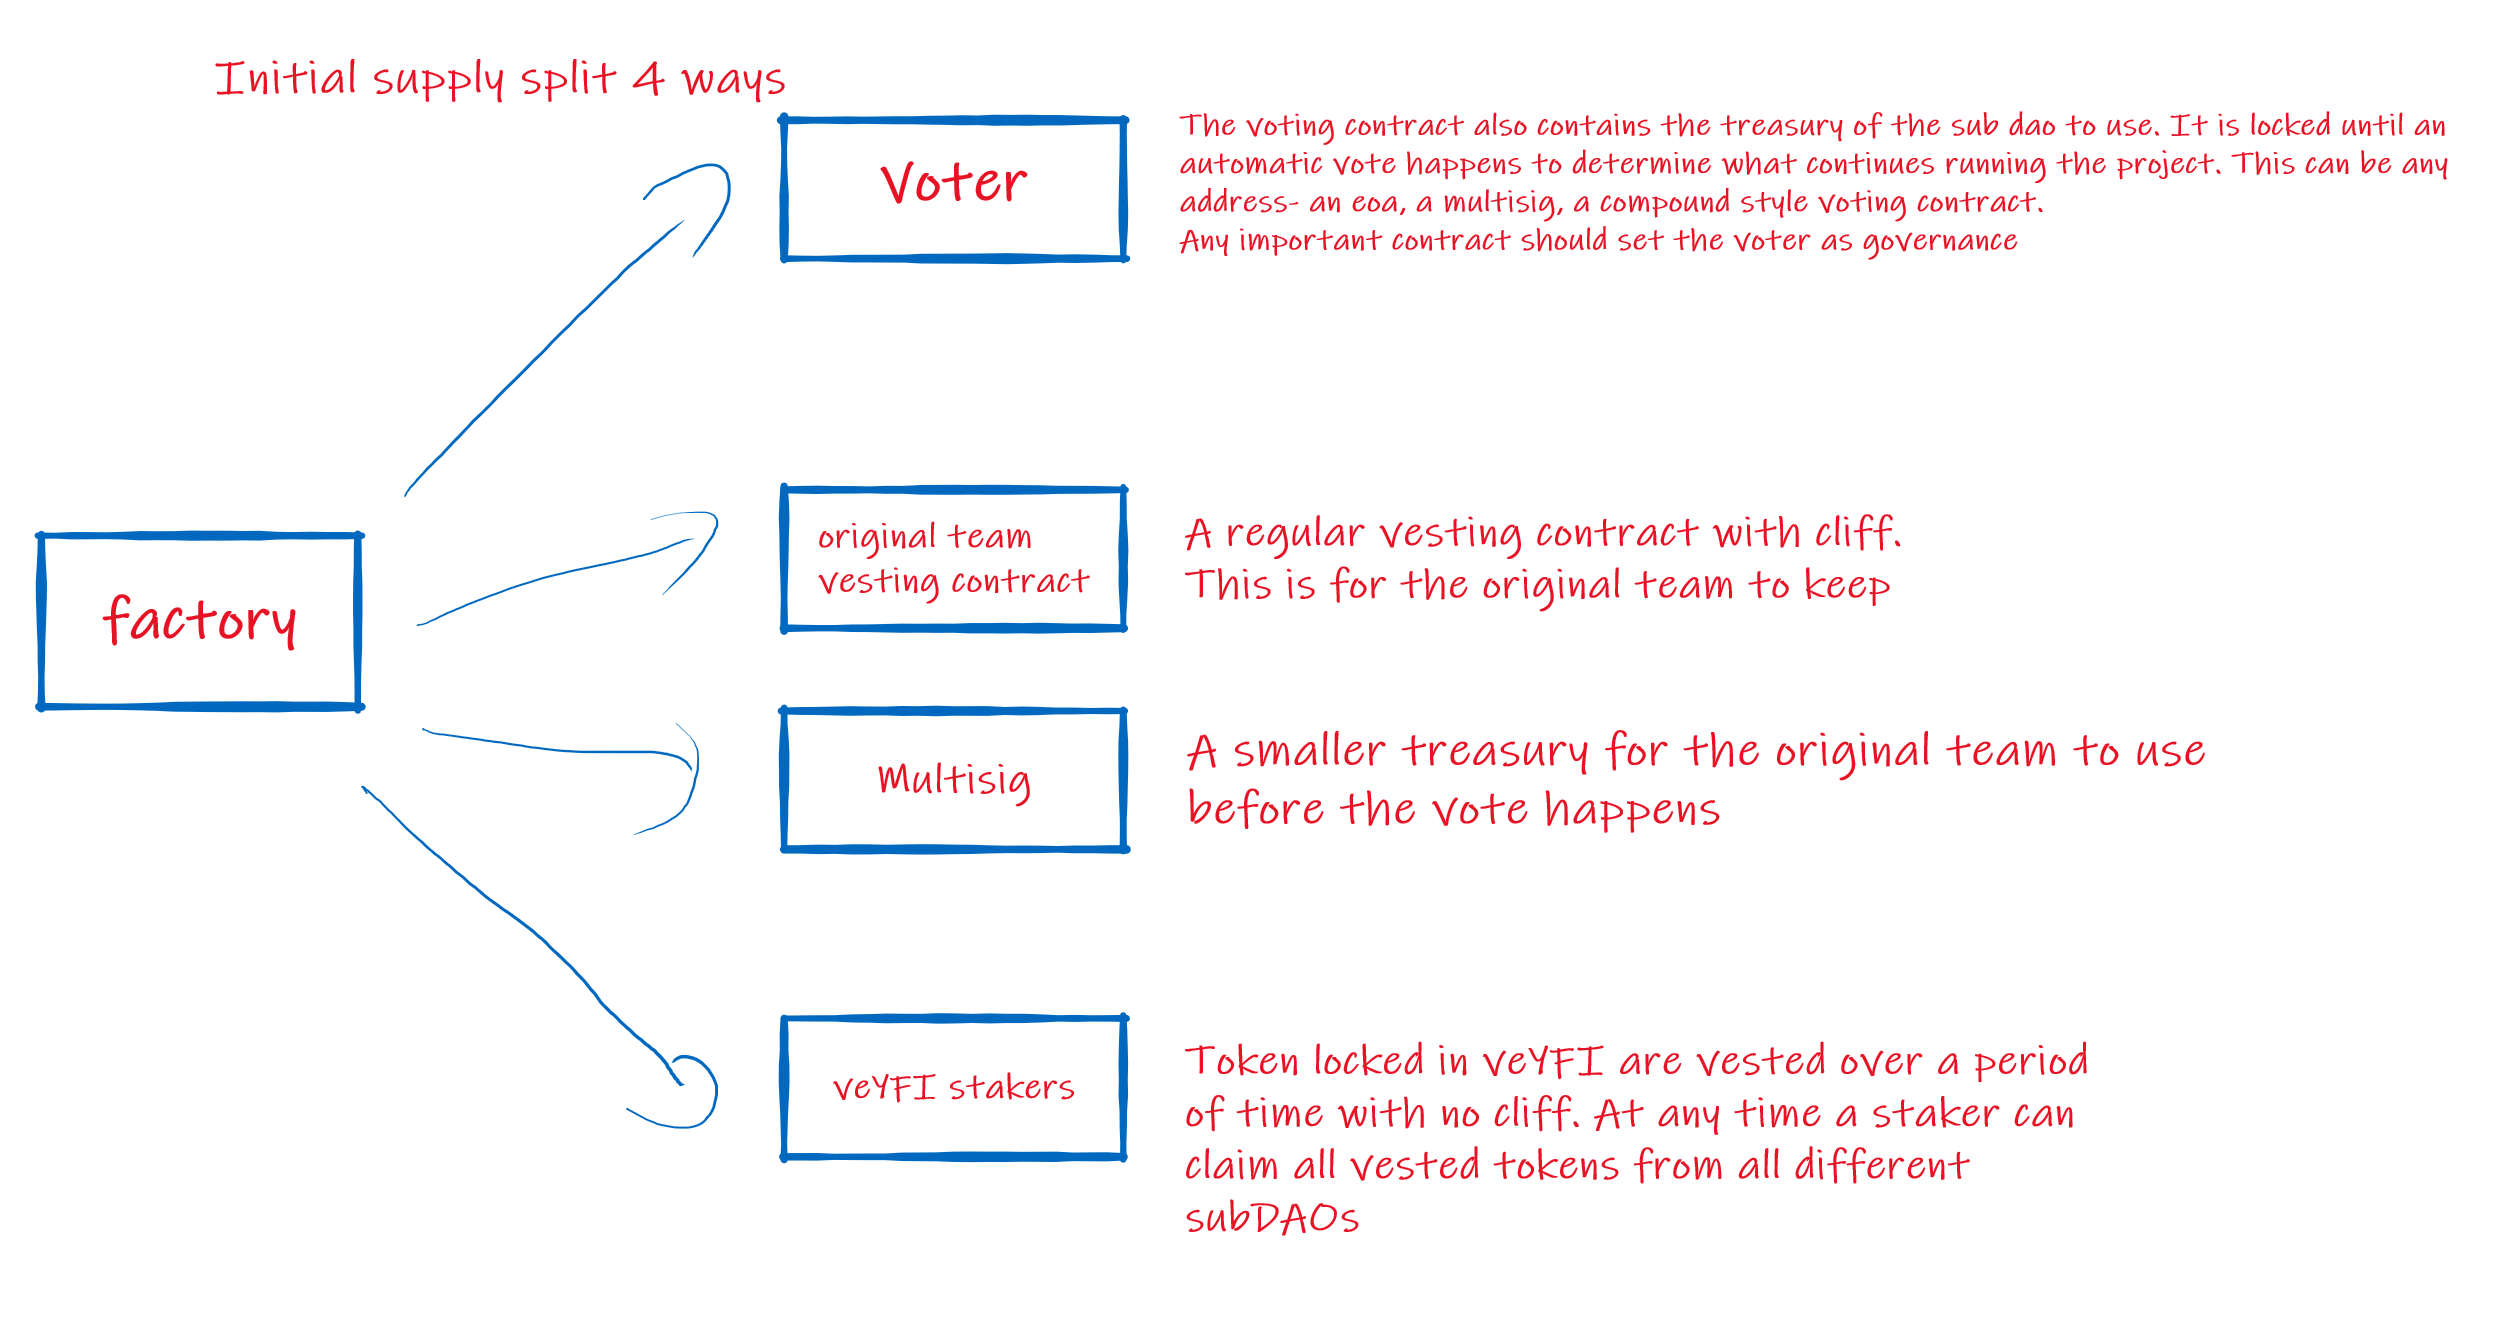 Initial supply split 4 ways
Voter
The voting contract also contains the treasury of the sub dao to use. It is locked until an
automatic vote happens to determine what continues running the project. This can be any
address- an eoa, a multisig, a compound style voting contract.
Any important contract should set the voter as governance
factory
original team
vesting contract
A regular vesting contract with cliff.
This is for the original team to keep
Multisig
A smaller treasury for the original team to use
before the vote happens
veYFI stakers
Token locked in veYFI are vested over a period
of time with no cliff. At any time a staker can
claim all vested tokens from all different
subDAOs